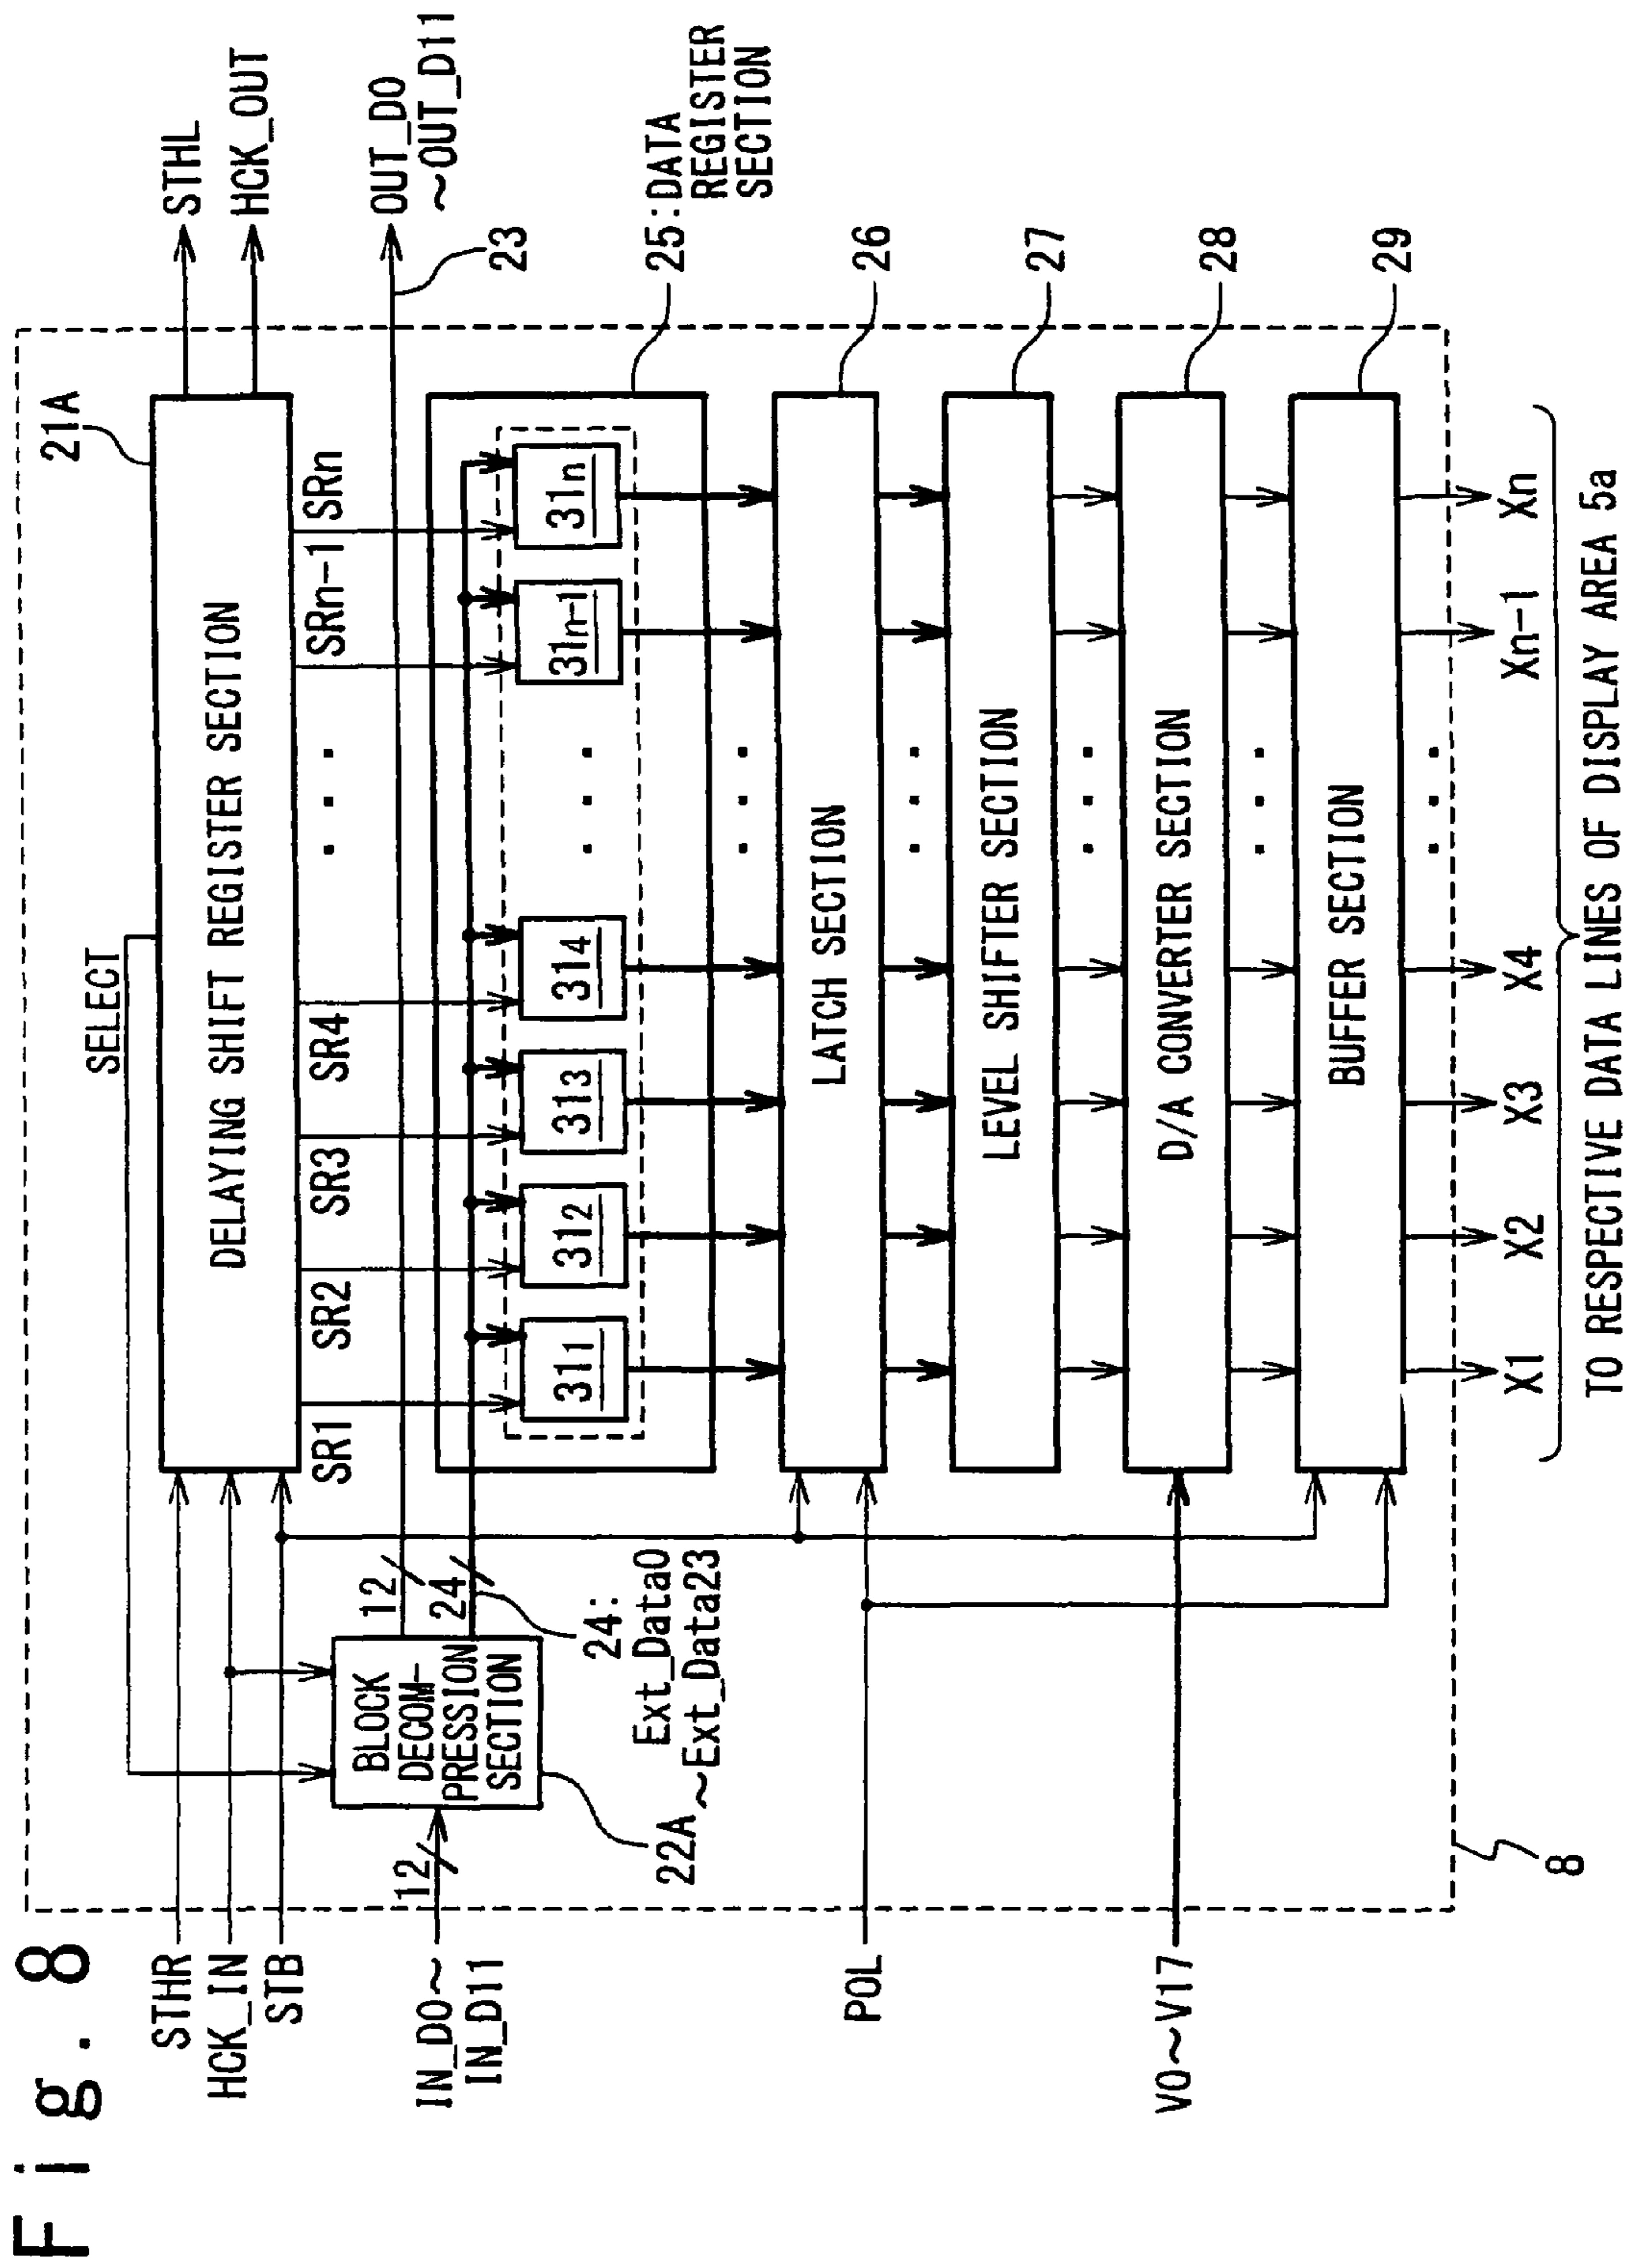 Fig. 8
STHR
HCK_IN
STB
IN_D0~
IN_D11
POL
V0~V17
SELECT
21A
DELAYING SHIFT REGISTER SECTION
STHL
HCK_OUT
OUT_D0
~OUT_D11
23
SR1
SR2
SR3
SR4
SRn-1
SRn
12
BLOCK
DECOM-
PRESSION
SECTION
22A
12
24
24:
Ext_Data0
~Ext_Data23
25:DATA
REGISTER
SECTION
311
312
313
314
31n-1
31n
LATCH SECTION
26
LEVEL SHIFTER SECTION
27
D/A CONVERTER SECTION
28
BUFFER SECTION
29
8
X1
X2
X3
X4
Xn-1
Xn
TO RESPECTIVE DATA LINES OF DISPLAY AREA 5a